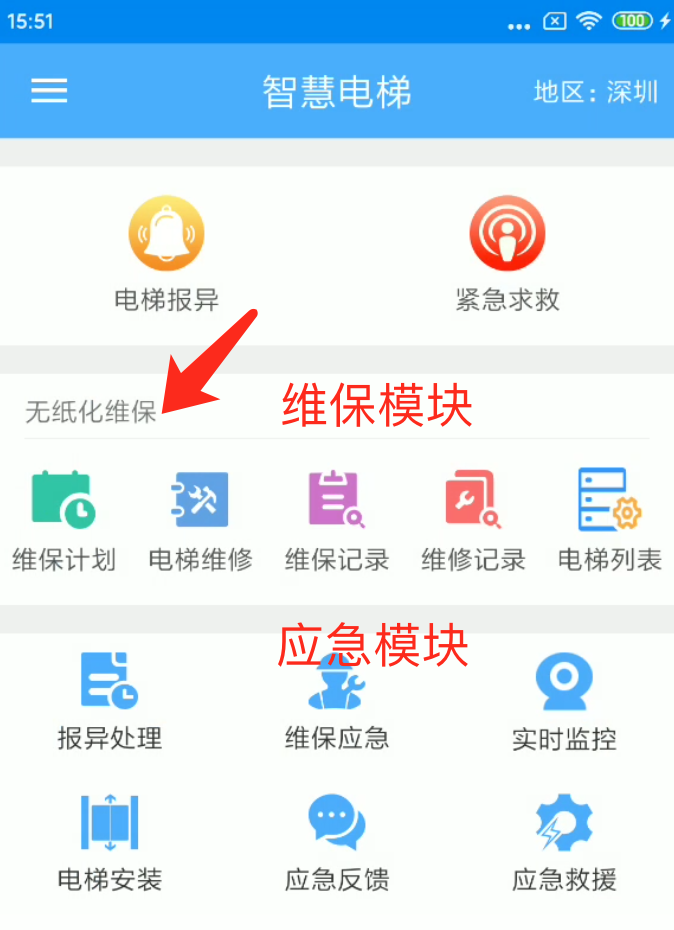 15:51
100
智慧电梯
地区: 深圳
电梯报异 紧急求救
维保模块
无纸化维保
维保计划 电梯维修 维保记录 维修记录 电梯列表
应急模块
报异处理 维保应急 实时监控
电梯安装 应急反馈 应急救援